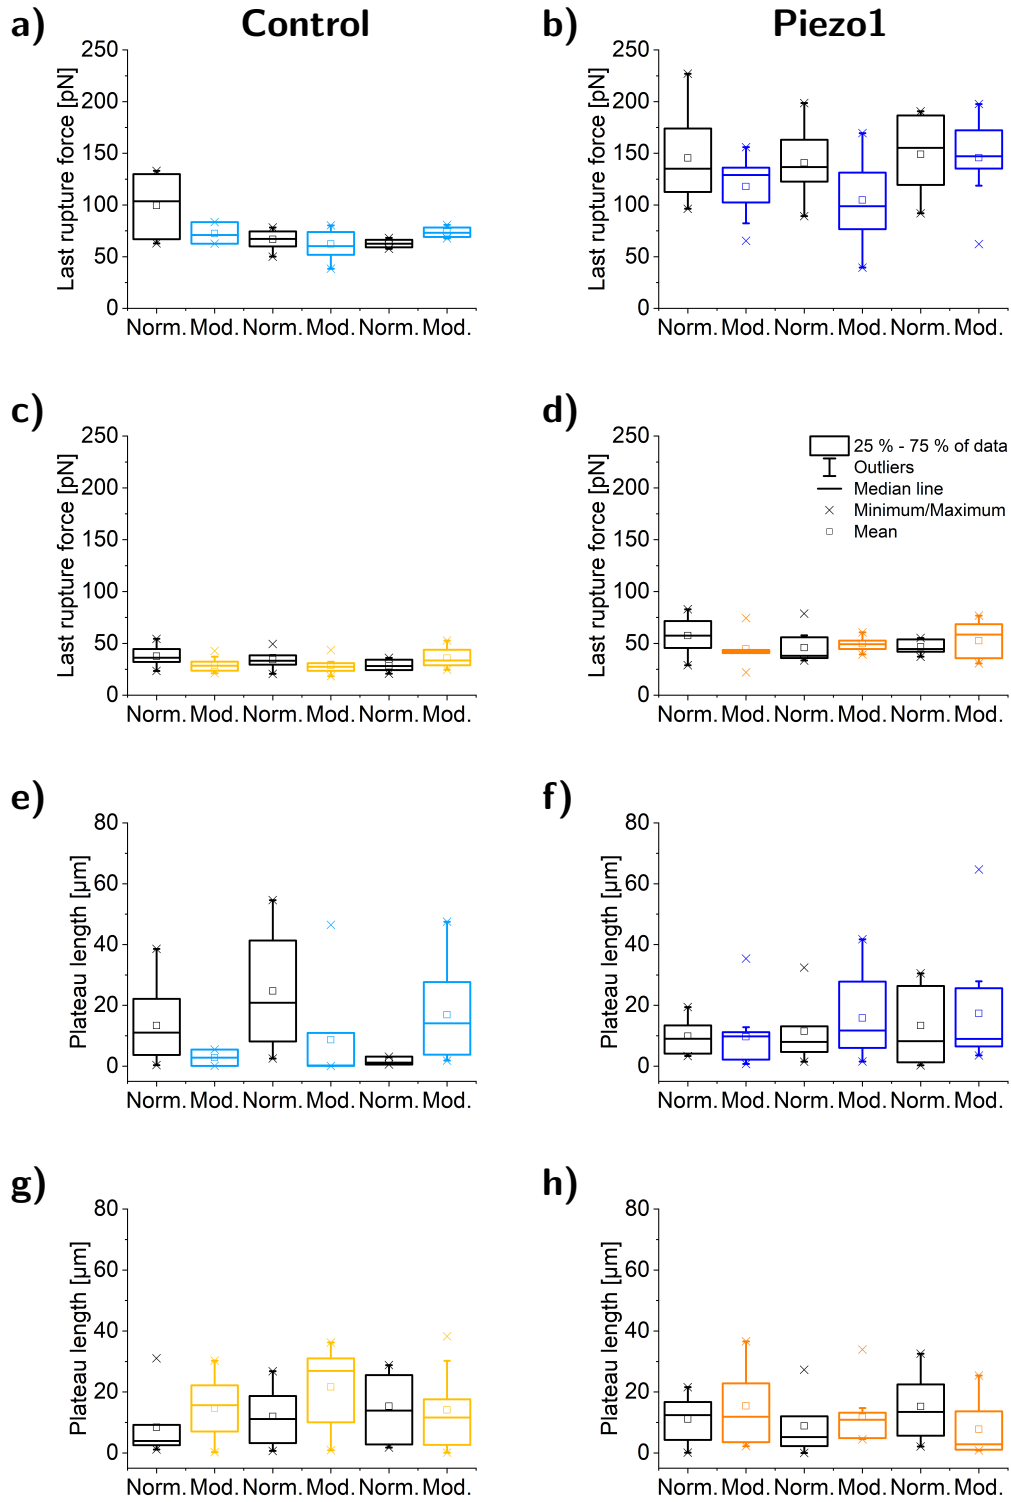 a) Control
Last rupture force [pN]
250
200
150
100
50
0
Norm. Mod. Norm. Mod. Norm. Mod.
b) Piezo1
Last rupture force [pN]
250
200
150
100
50
0
Norm. Mod. Norm. Mod. Norm. Mod.
c)
Last rupture force [pN]
250
200
150
100
50
0
Norm. Mod. Norm. Mod. Norm. Mod.
d)
Last rupture force [pN]
250
200
150
100
50
0
25 % - 75 % of data
Outliers
Median line
Minimum/Maximum
Mean
Norm. Mod. Norm. Mod. Norm. Mod.
e)
Plateau length [µm]
80
60
40
20
0
Norm. Mod. Norm. Mod. Norm. Mod.
f)
Plateau length [µm]
80
60
40
20
0
Norm. Mod. Norm. Mod. Norm. Mod.
g)
Plateau length [µm]
80
60
40
20
0
Norm. Mod. Norm. Mod. Norm. Mod.
h)
Plateau length [µm]
80
60
40
20
0
Norm. Mod. Norm. Mod. Norm. Mod.